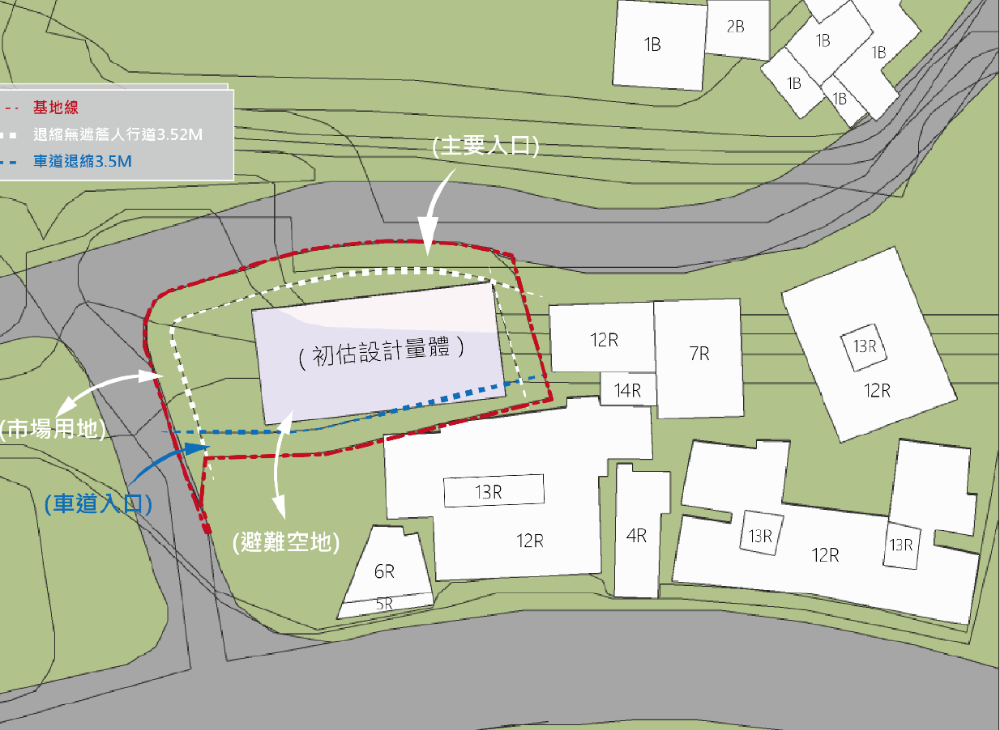 1B
2B
1B
1B
1B
1B
基地線
退縮無遮簷人行道3.52M
車道退縮3.5M
(主要入口)
(初估設計量體)
12R
7R
14R
13R
12R
(市場用地)
(車道入口)
(避難空地)
13R
12R
4R
6R
5R
13R
12R
13R